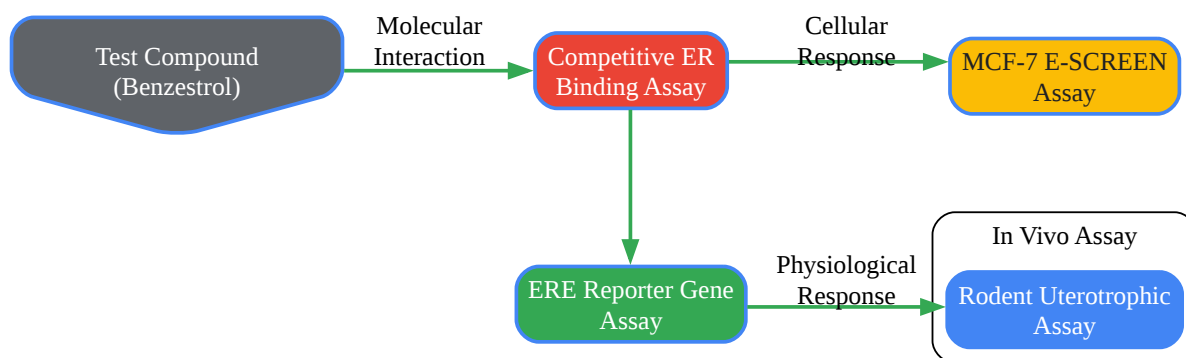 Test Compound
(Benzestrol)
Molecular
Interaction
Competitive ER
Binding Assay
Cellular
Response
MCF-7 E-SCREEN
Assay
ERE Reporter Gene
Assay
Physiological
Response
In Vivo Assay
Rodent Uterotrophic
Assay